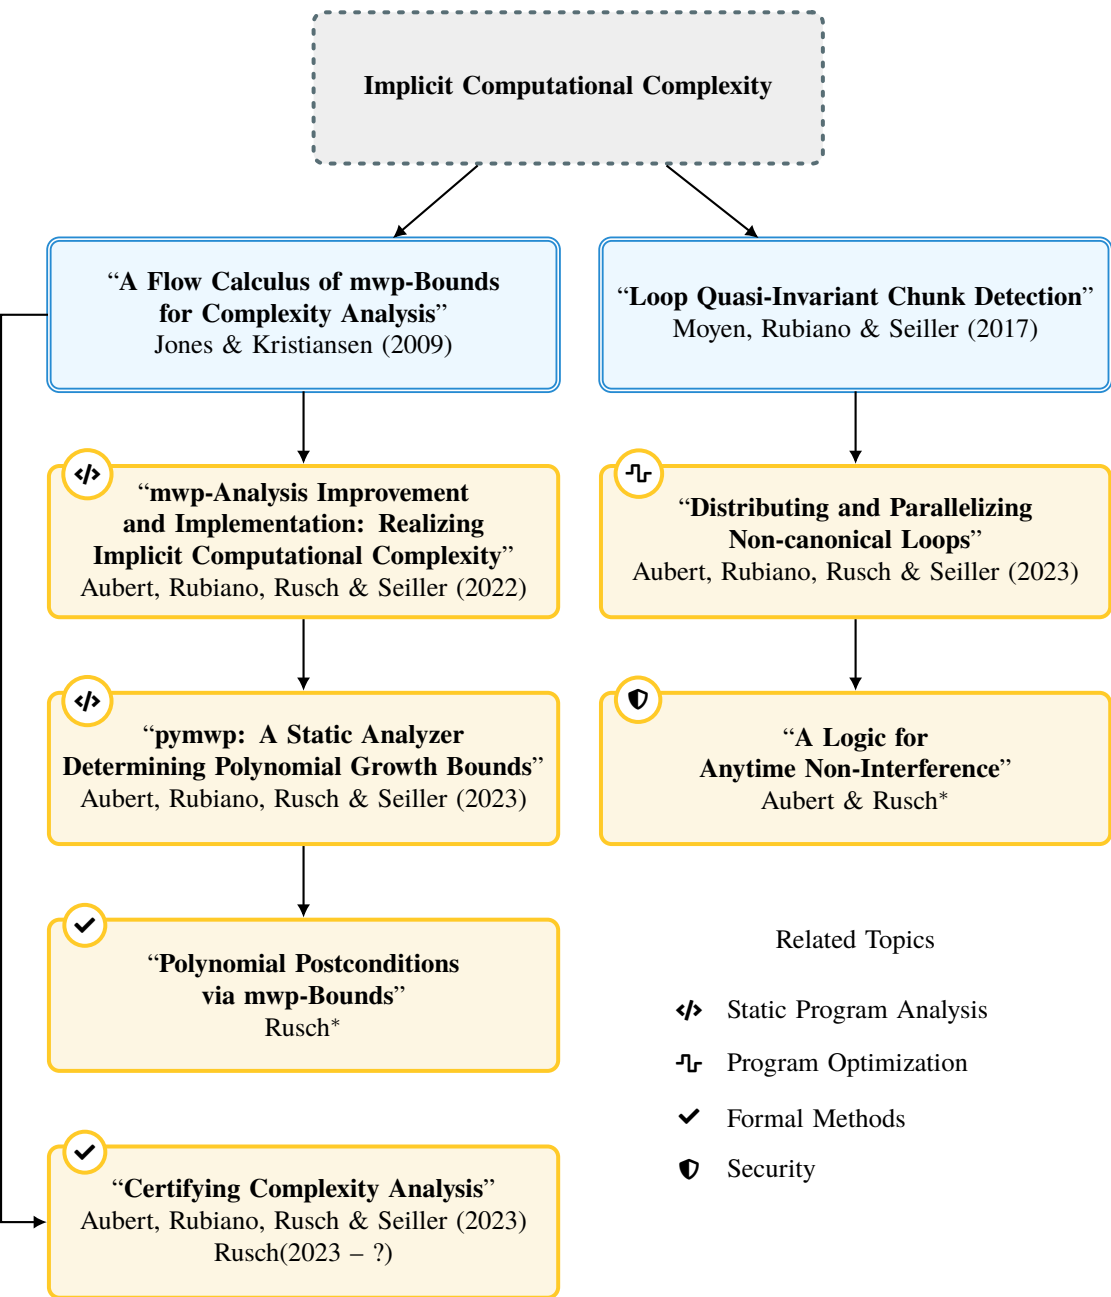 Implicit Computational Complexity
“A Flow Calculus of mwp-Bounds
for Complexity Analysis”
Jones & Kristiansen (2009)
“Loop Quasi-Invariant Chunk Detection”
Moyen, Rubiano & Seiller (2017)
“mwp-Analysis Improvement
and Implementation: Realizing
Implicit Computational Complexity”
Aubert, Rubiano, Rusch & Seiller (2022)
“Distributing and Parallelizing
Non-canonical Loops”
Aubert, Rubiano, Rusch & Seiller (2023)
“pymwp: A Static Analyzer
Determining Polynomial Growth Bounds”
Aubert, Rubiano, Rusch & Seiller (2023)
“A Logic for
Anytime Non-Interference”
Aubert & Rusch*
“Polynomial Postconditions
via mwp-Bounds”
Rusch*
“Certifying Complexity Analysis”
Aubert, Rubiano, Rusch & Seiller (2023)
Rusch(2023 – ?)
Related Topics
Static Program Analysis
Program Optimization
Formal Methods
Security